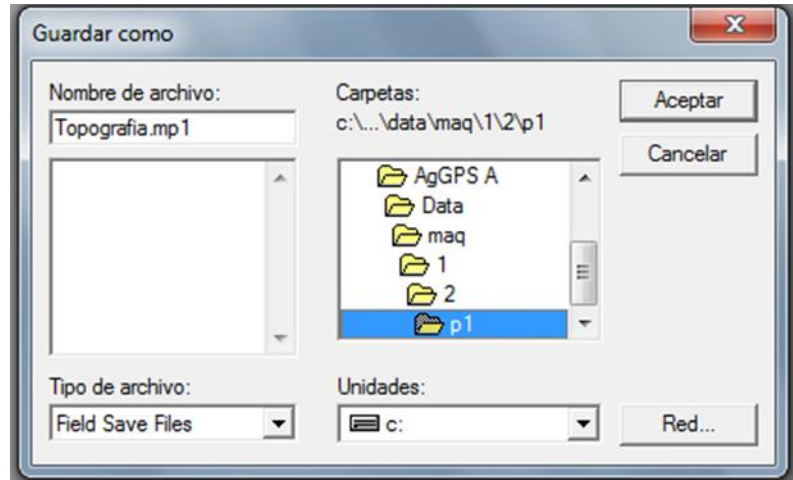 Guardar como
Nombre de archivo:
Topografia.mp1
Carpetas:
c:\...\data\maq\1\2\p1
AgGPS A
Data
maq
1
2
p1
Aceptar
Cancelar
Tipo de archivo:
Field Save Files
Unidades:
c:
Red...